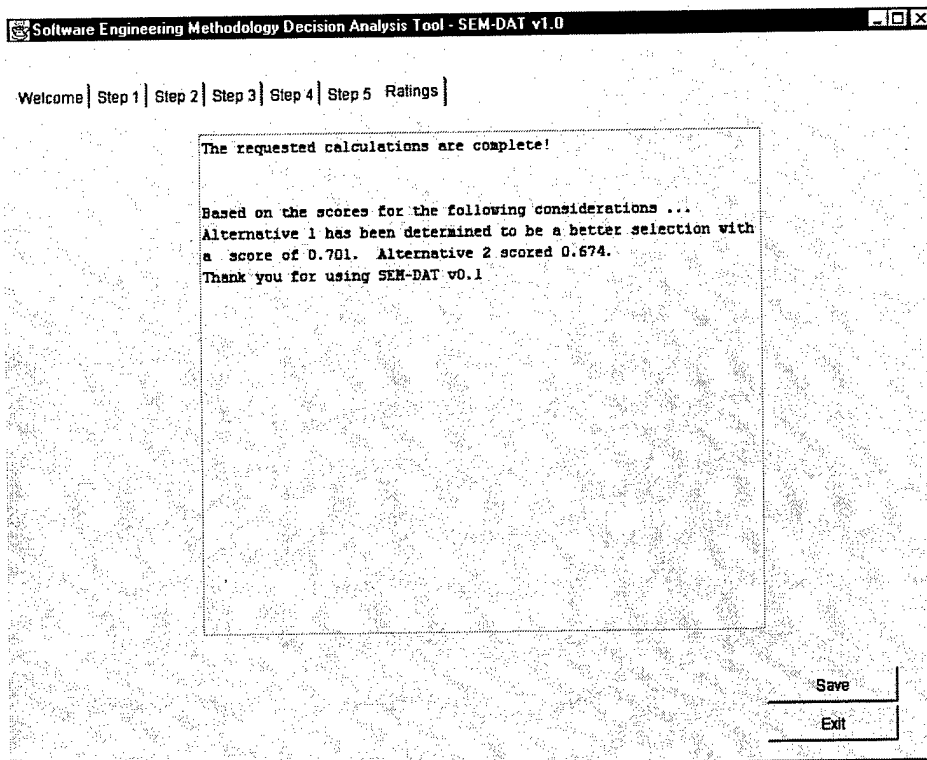 Software Engineering Methodology Decision Analysis Tool - SEM-DAT v1.0
Welcome Step 1 Step 2 Step 3 Step 4 Step 5 Ratings
The requested calculations are complete!
Based on the scores for the following considerations ...
Alternative 1 has been determined to be a better selection with
a score of 0.701. Alternative 2 scored 0.674.
Thank you for using SEM-DAT v0.1
Save
Exit